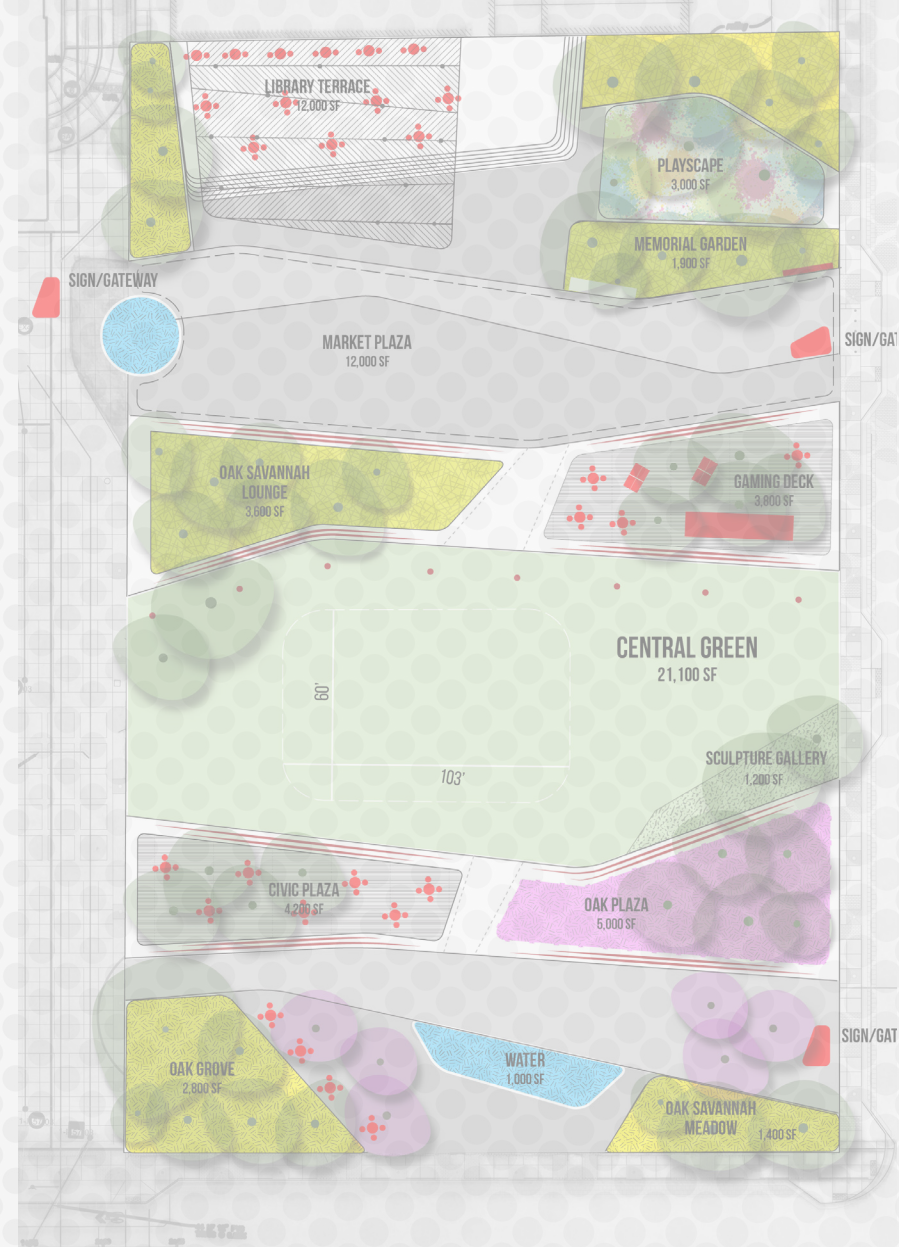 LIBRARY TERRACE
12,000 SF
PLAYSCAPE
3,000 SF
MEMORIAL GARDEN
1,900 SF
SIGN/GATEWAY
MARKET PLAZA
12,000 SF
SIGN/GAT
OAK SAVANNAH
LOUNGE
3,600 SF
GAMING DECK
3,800 SF
CENTRAL GREEN
21,100 SF
60'
103'
SCULPTURE GALLERY
1,200 SF
CIVIC PLAZA
4,200 SF
OAK PLAZA
5,000 SF
SIGN/GAT
WATER
1,000 SF
OAK GROVE
2,800 SF
OAK SAVANNAH
MEADOW 1,400 SF